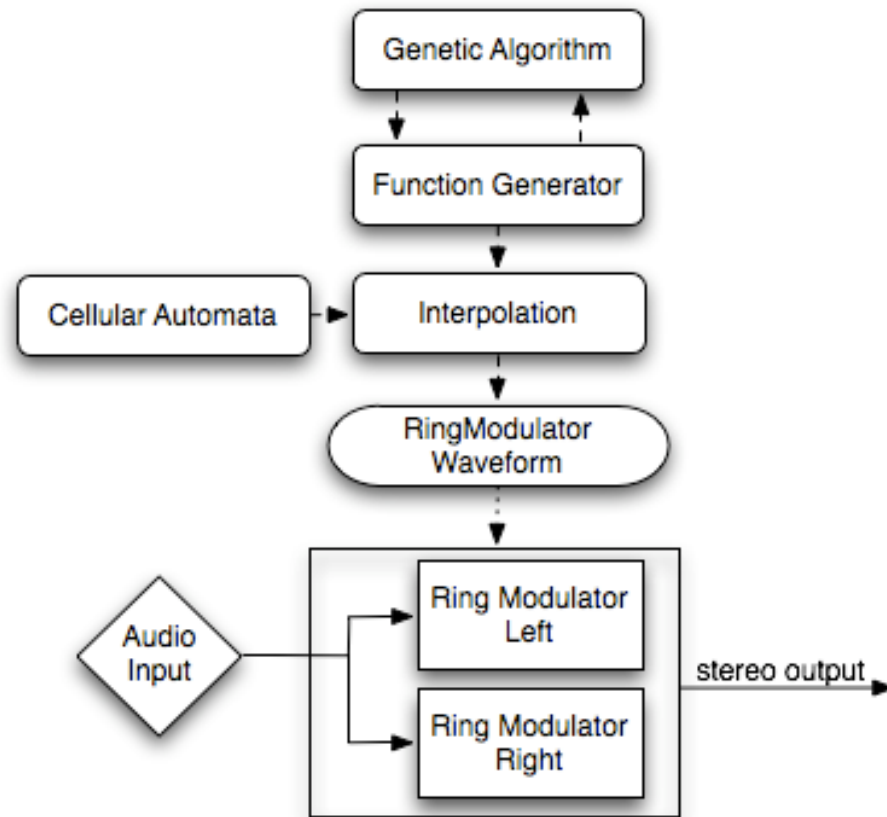 Genetic Algorithm
Function Generator
Cellular Automata
Interpolation
RingModulator
Waveform
Audio
Input
Ring Modulator
Left
Ring Modulator
Right
stereo output